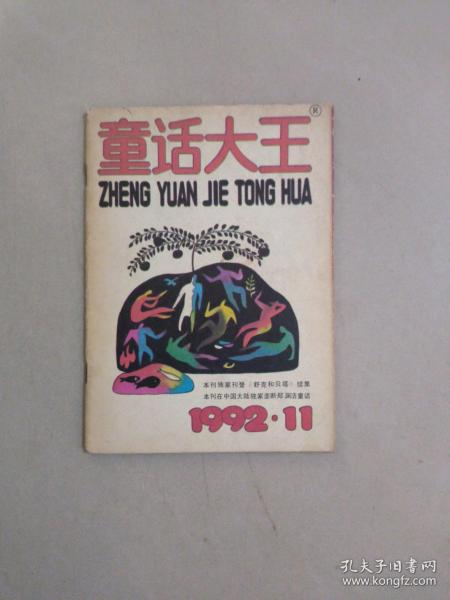 童话大王
®
ZHENG YUAN JIE TONG HUA
本刊独家刊登《舒克和贝塔》续集
本刊在中国大陆独家垄断郑渊洁童话
1992·11
孔夫子旧书网
www.kongfz.com